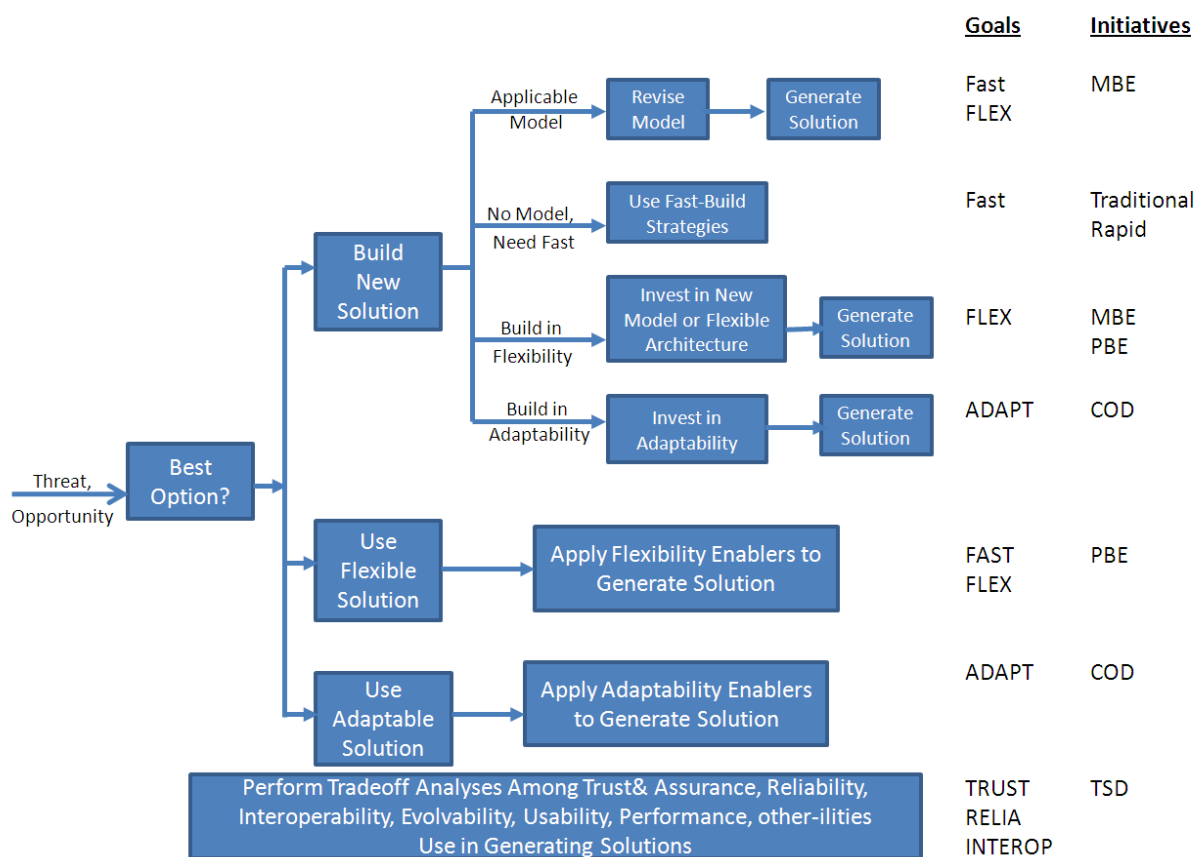 Goals Initiatives
Applicable
Model
Revise
Model
Generate
Solution
Fast
FLEX
MBE
No Model,
Need Fast
Use Fast-Build
Strategies
Fast
Traditional
Rapid
Build
New
Solution
Build in
Flexibility
Invest in New
Model or Flexible
Architecture
Generate
Solution
FLEX
MBE
PBE
Build in
Adaptability
Invest in
Adaptability
Generate
Solution
ADAPT
COD
Threat,
Opportunity
Best
Option?
Use
Flexible
Solution
Apply Flexibility Enablers to
Generate Solution
FAST
FLEX
PBE
Use
Adaptable
Solution
Apply Adaptability Enablers
to Generate Solution
ADAPT
COD
Perform Tradeoff Analyses Among Trust& Assurance, Reliability,
Interoperability, Evolvability, Usability, Performance, other-ilities
Use in Generating Solutions
TRUST
RELIA
INTEROP
TSD